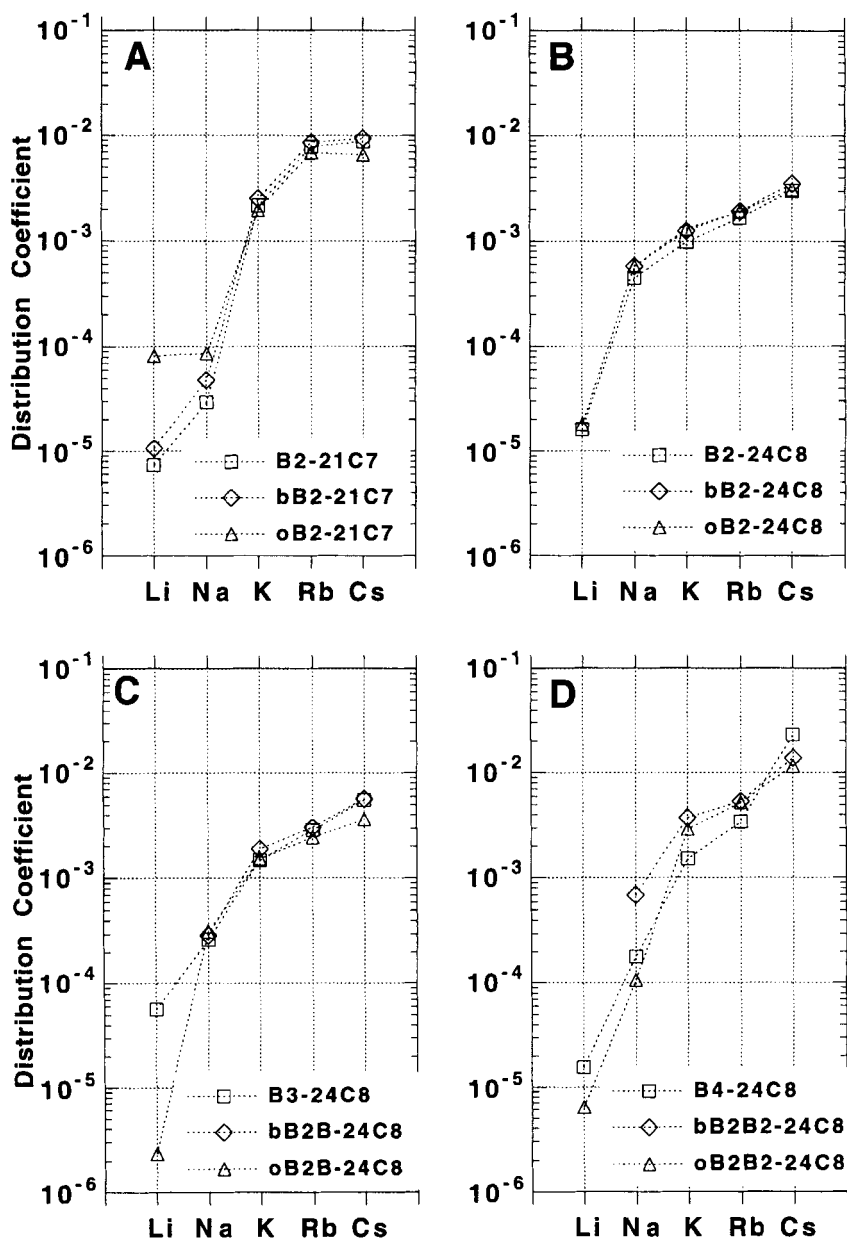 A
Distribution Coefficient
10^-1
10^-2
10^-3
10^-4
10^-5
10^-6
B2-21C7
bB2-21C7
oB2-21C7
Li Na K Rb Cs
B
10^-1
10^-2
10^-3
10^-4
10^-5
10^-6
B2-24C8
bB2-24C8
oB2-24C8
Li Na K Rb Cs
C
Distribution Coefficient
10^-1
10^-2
10^-3
10^-4
10^-5
10^-6
B3-24C8
bB2B-24C8
oB2B-24C8
Li Na K Rb Cs
D
10^-1
10^-2
10^-3
10^-4
10^-5
10^-6
B4-24C8
bB2B2-24C8
oB2B2-24C8
Li Na K Rb Cs